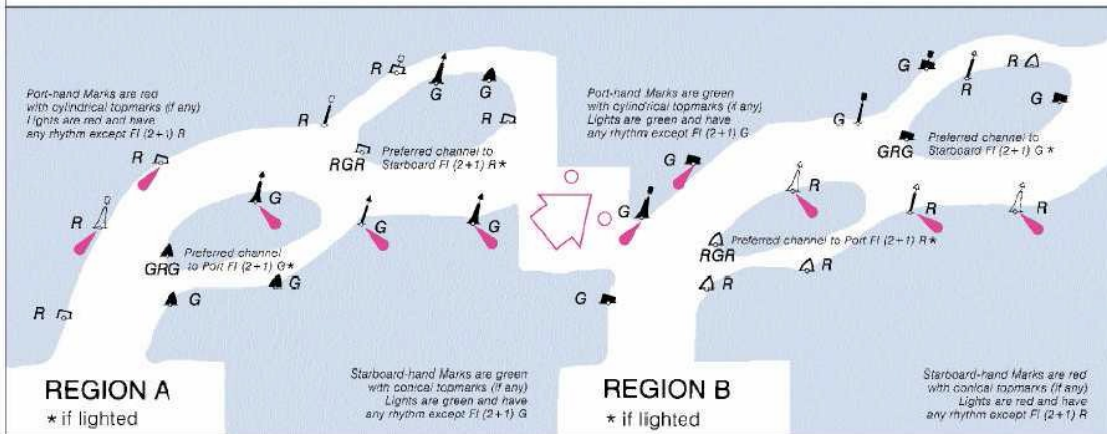 Port-hand Marks are red
with cylindrical topmarks (if any)
Lights are red and have
any rhythm except Fl (2+1) R
R
G
G
R
R
RGR
Preferred channel to
Starboard Fl (2+1) R*
R
G
G
G
R
Preferred channel
to Port Fl (2+1) G*
GRG
G
G
R
REGION A
* if lighted
Starboard-hand Marks are green
with conical topmarks (if any)
Lights are green and have
any rhythm except Fl (2+1) G
Port-hand Marks are green
with cylindrical topmarks (if any)
Lights are green and have
any rhythm except Fl (2+1) G
G
R
R
G
G
GRG
Preferred channel to
Starboard Fl (2+1) G*
G
R
R
R
G
Preferred channel to Port Fl (2+1) R*
RGR
R
R
G
REGION B
* if lighted
Starboard-hand Marks are red
with conical topmarks (if any)
Lights are red and have
any rhythm except Fl (2+1) R